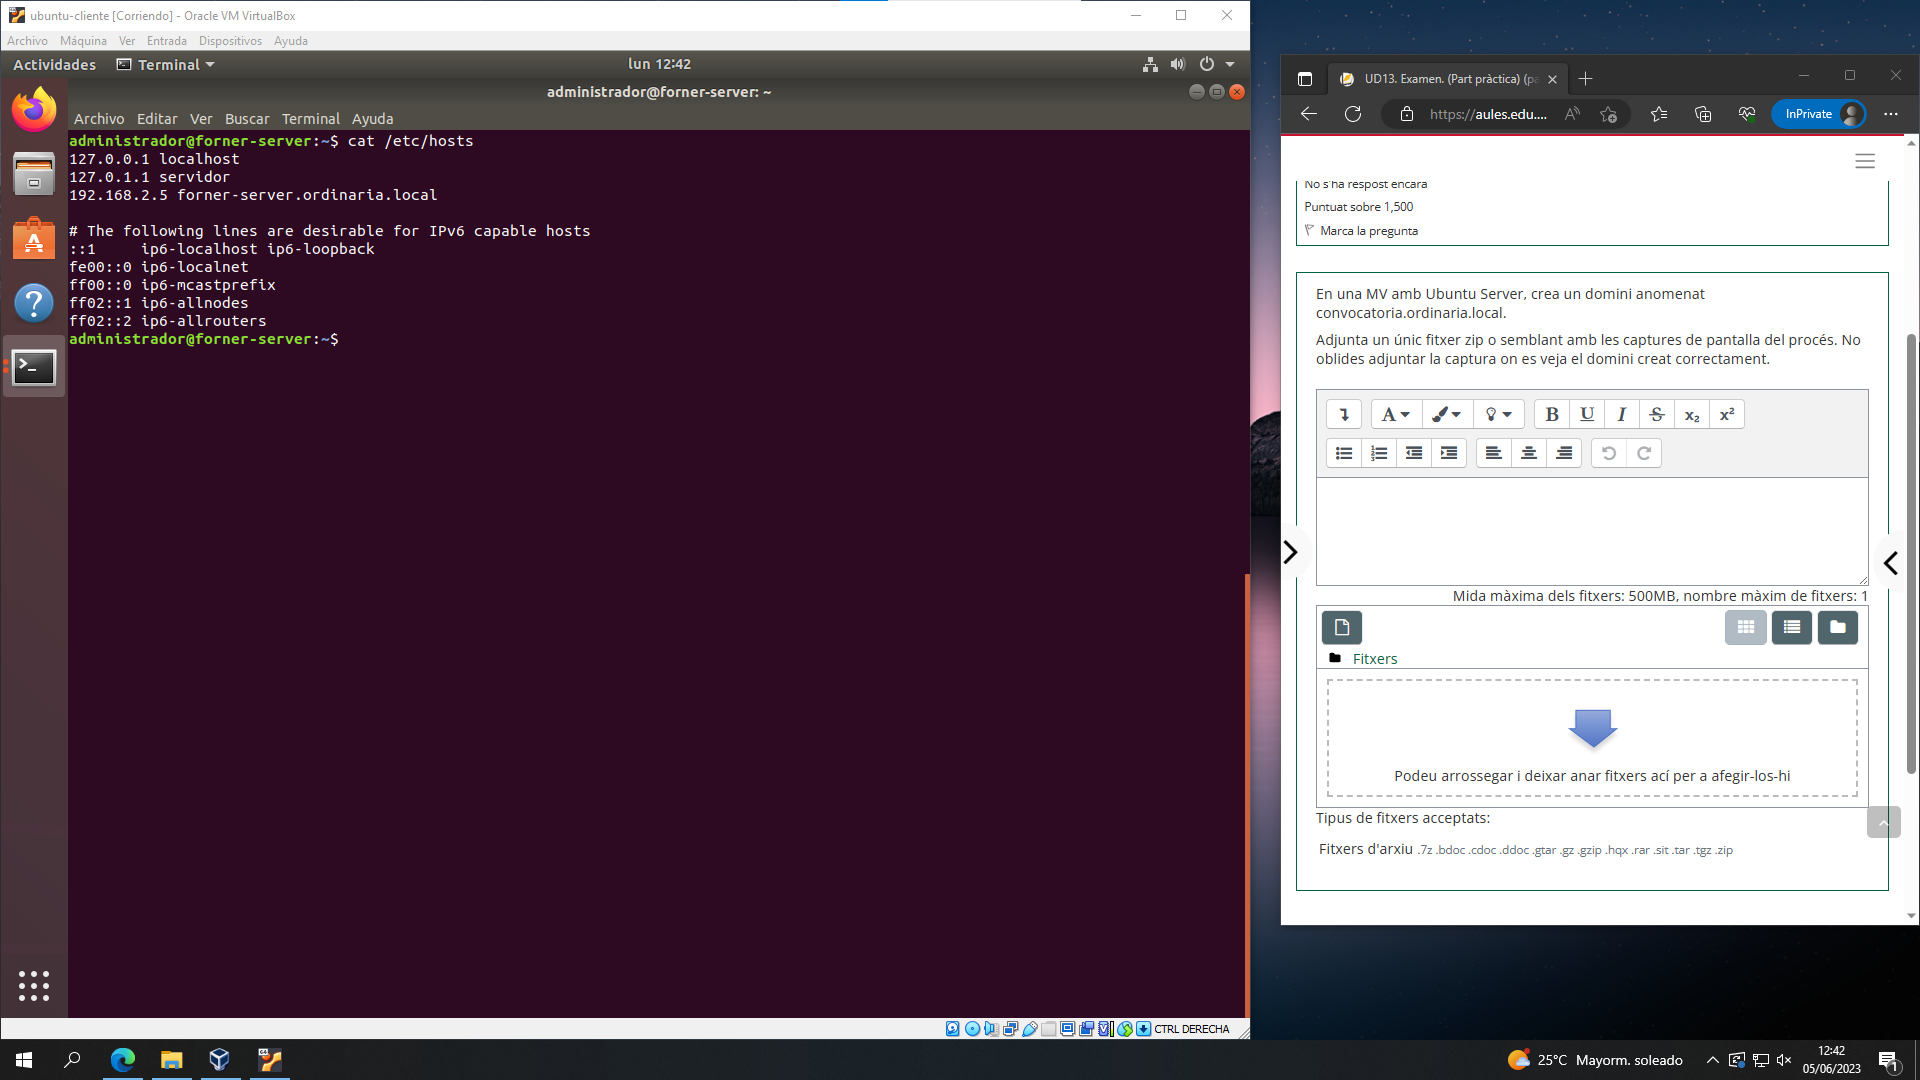 ubuntu-cliente [Corriendo] - Oracle VM VirtualBox
Archivo Máquina Ver Entrada Dispositivos Ayuda
Actividades Terminal lun 12:42
administrador@forner-server: ~
Archivo Editar Ver Buscar Terminal Ayuda
administrador@forner-server:~$ cat /etc/hosts
127.0.0.1 localhost
127.0.1.1 servidor
192.168.2.5 forner-server.ordinaria.local
# The following lines are desirable for IPv6 capable hosts
::1     ip6-localhost ip6-loopback
fe00::0 ip6-localnet
ff00::0 ip6-mcastprefix
ff02::1 ip6-allnodes
ff02::2 ip6-allrouters
administrador@forner-server:~$
CTRL DERECHA
UD13. Examen. (Part pràctica) (p
https://aules.edu....
InPrivate
No s'ha respost encara
Puntuat sobre 1,500
Marca la pregunta
En una MV amb Ubuntu Server, crea un domini anomenat
convocatoria.ordinaria.local.
Adjunta un únic fitxer zip o semblant amb les captures de pantalla del procés. No
oblides adjuntar la captura on es veja el domini creat correctament.
A B U I S x₂ x²
Mida màxima dels fitxers: 500MB, nombre màxim de fitxers: 1
Fitxers
Podeu arrossegar i deixar anar fitxers ací per a afegir-los-hi
Tipus de fitxers acceptats:
Fitxers d'arxiu .7z .bdoc .cdoc .ddoc .gtar .gz .gzip .hqx .rar .sit .tar .tgz .zip
25°C Mayorm. soleado
12:42
05/06/2023
1